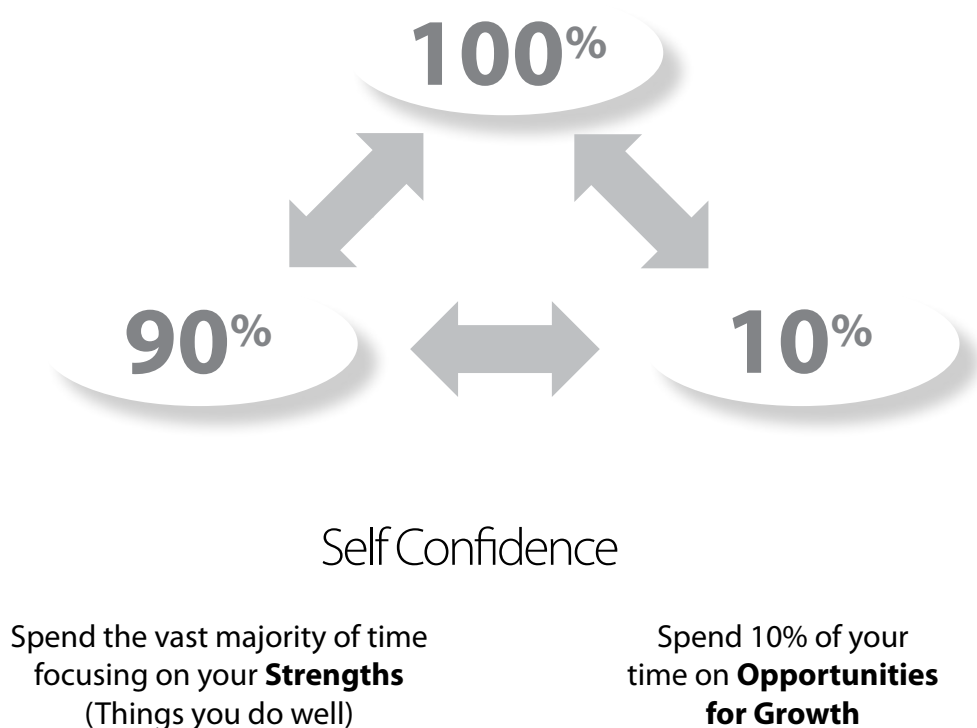 100%
90%
10%
Self Confidence
Spend the vast majority of time
focusing on your Strengths
(Things you do well)
Spend 10% of your
time on Opportunities
for Growth